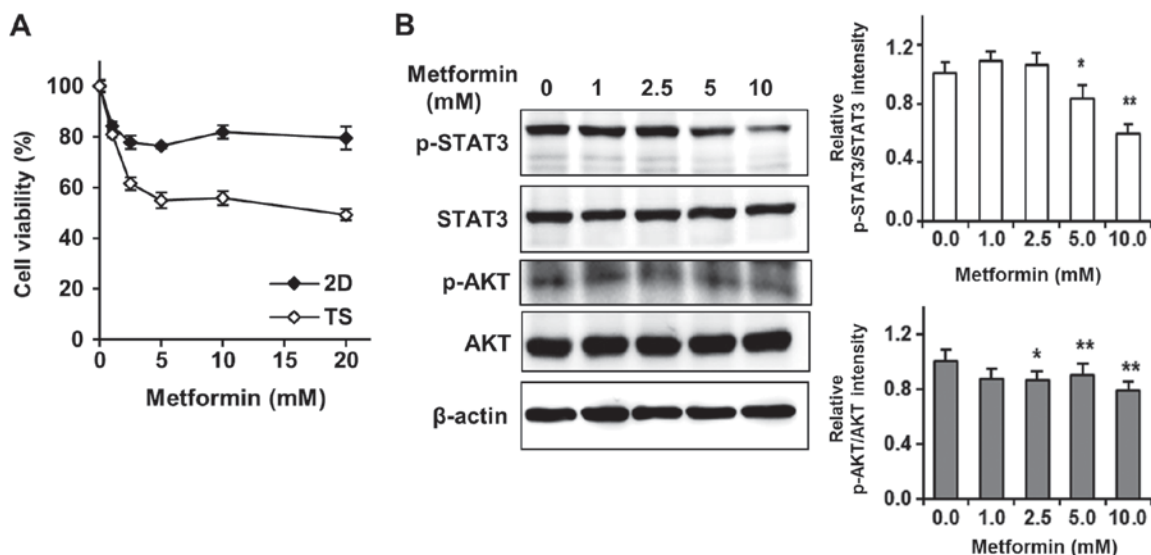 A
Cell viability (%)
120
100
80
60
40
20
0
2D
TS
0
5
10
15
20
Metformin (mM)
B
Metformin
(mM)
0 1 2.5 5 10
p-STAT3
STAT3
p-AKT
AKT
β-actin
Relative
p-STAT3/STAT3 intensity
1.2
0.8
0.4
0.0
*
**
0.0 1.0 2.5 5.0 10.0
Metformin (mM)
Relative
p-AKT/AKT intensity
1.2
0.8
0.4
0.0
*
**
**
0.0 1.0 2.5 5.0 10.0
Metformin (mM)